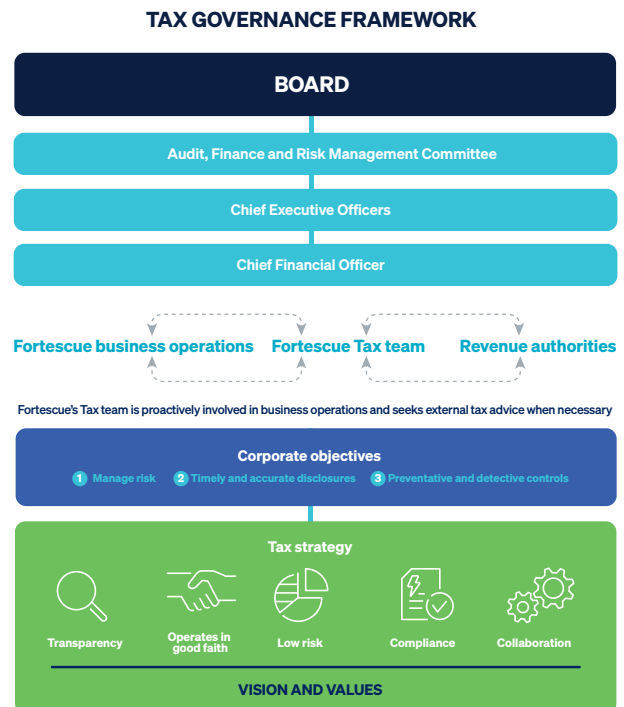 TAX GOVERNANCE FRAMEWORK
BOARD
Audit, Finance and Risk Management Committee
Chief Executive Officers
Chief Financial Officer
Fortescue business operations Fortescue Tax team Revenue authorities
Fortescue's Tax team is proactively involved in business operations and seeks external tax advice when necessary
Corporate objectives
1 Manage risk 2 Timely and accurate disclosures 3 Preventative and detective controls
Tax strategy
Transparency
Operates in
good faith
Low risk
Compliance
Collaboration
VISION AND VALUES